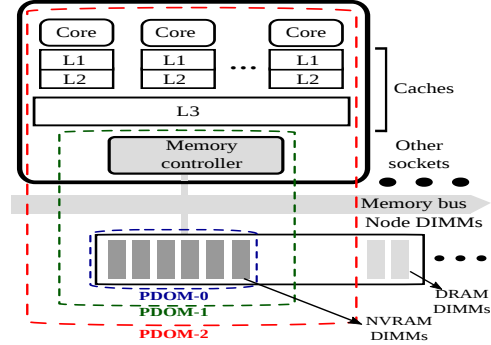 Core Core Core
L1 L1 L1
L2 L2 ... L2
Caches
L3
Memory
controller
Other
sockets
Memory bus
Node DIMMs
PDOM-0
PDOM-1
PDOM-2
DRAM
DIMMs
NVRAM
DIMMs